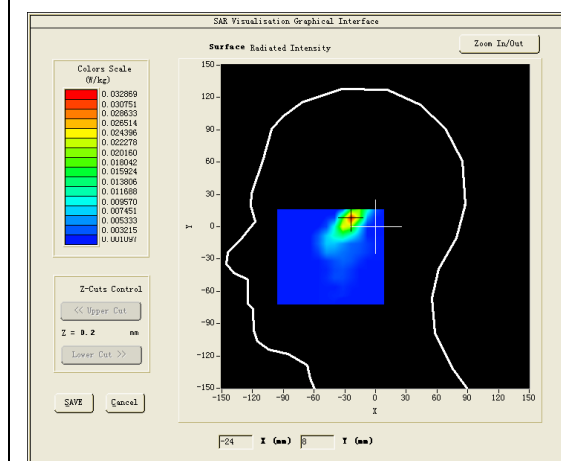 SAR Visualisation Graphical Interface
Surface Radiated Intensity
Zoom In/Out
Colors Scale
(W/kg)
0.032869
0.030751
0.028633
0.026514
0.024396
0.022278
0.020160
0.018042
0.015924
0.013806
0.011688
0.009570
0.007451
0.005333
0.003215
0.001097
150
120
90
60
30
0
-30
-60
-90
-120
-150
Y
-150 -120 -90 -60 -30 0 30 60 90 120 150
X
Z-Cuts Control
<< Upper Cut
Z = 0.2 mm
Lower Cut >>
SAVE Cancel
-24 X (mm) 8 Y (mm)